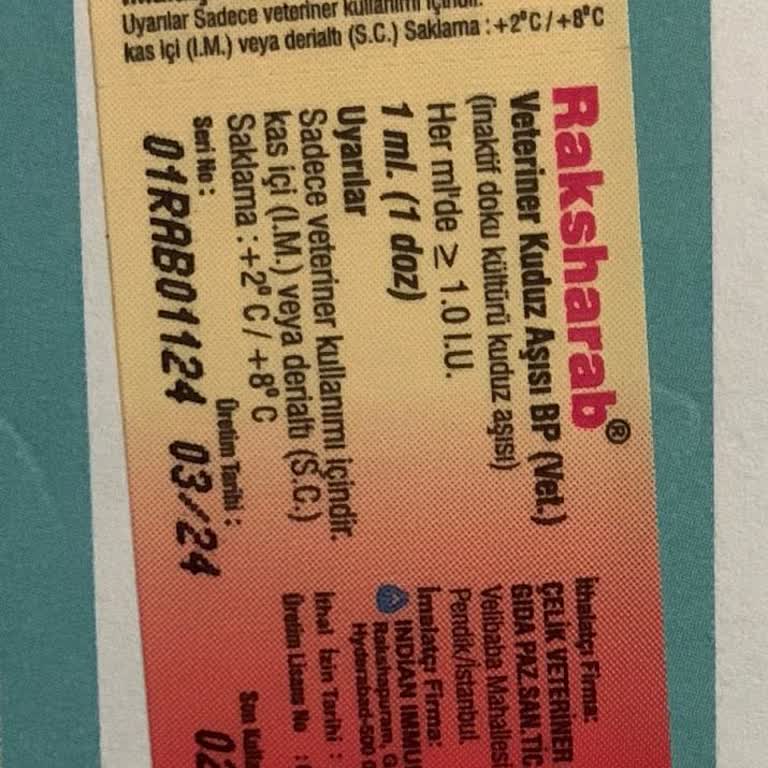 Uyarılar Sadece veteriner kullanımı içindir.
kas içi (I.M.) veya derialtı (S.C.) Saklama : +2°C / +8°C
Raksharab®
Veteriner Kuduz Aşısı BP (Vet.)
(inaktif doku kültürü kuduz aşısı)
Her ml'de ≥ 1.0 I.U.
1 ml. (1 doz)
Uyarılar
Sadece veteriner kullanımı içindir.
kas içi (I.M.) veya derialtı (S.C.)
Saklama : +2°C / +8°C
Seri No :
Üretim Tarihi :
01RAB01124 03/24
İthalatçı Firma:
ÇELİK VETERİNER
GIDA PAZ.SAN.TİC
Velibaba Mahallesi
Pendik/İstanbul.
İmalatçı Firma:
INDIAN IMMU
Rakshapuram, G
Hyderabad-500 0
İthal İzin Tarihi :
Üretim Lisans No :
Son Kulla
02